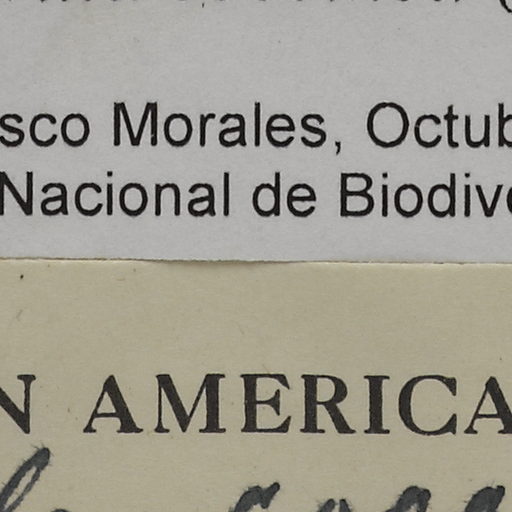 sco Morales, Octub
Nacional de Biodive
N AMERICA